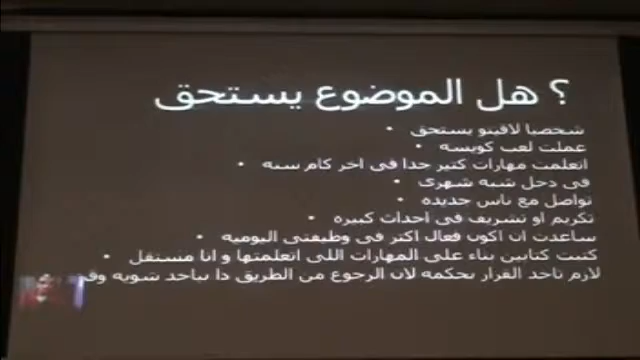 ؟ هل الموضوع يستحق
شخصيا لاقيتو يستحق •
عملت لعب كويسه •
اتعلمت مهارات كتير جدا فى اخر كام سنه •
فى دخل شبه شهرى •
تواصل مع ناس جديده •
تكريم او تشريف فى احداث كبيره •
ساعدت ان اكون فعال اكتر فى وظيفتى اليوميه •
كتبت كتابين بناء على المهارات اللى اتعلمتها و انا مستقل •
لازم تاخد القرار بحكمه لان الرجوع من الطريق دا بياخد شويه وق